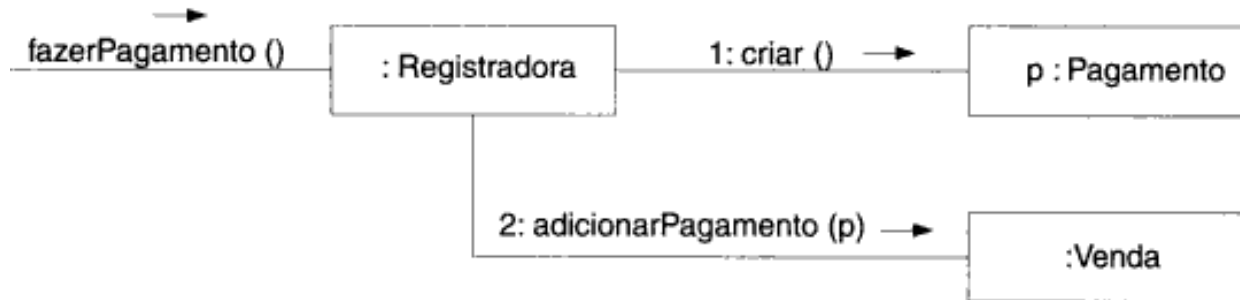 fazerPagamento ()
: Registradora
1: criar ()
p : Pagamento
2: adicionarPagamento (p)
:Venda